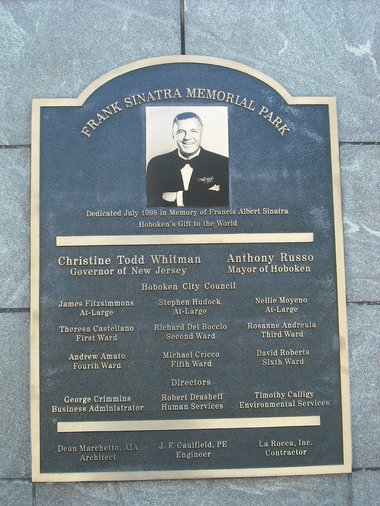 FRANK SINATRA MEMORIAL PARK
Dedicated July 1998 in Memory of Francis Albert Sinatra
Hoboken's Gift to the World
Christine Todd Whitman Anthony Russo
Governor of New Jersey Mayor of Hoboken
Hoboken City Council
James Fitzsimmons Stephen Hudock Nellie Moyeno
At-Large At-Large At-Large
Theresa Castellano Richard Del Boccio Rosanne Andreula
First Ward Second Ward Third Ward
Andrew Amato Michael Cricco David Roberts
Fourth Ward Fifth Ward Sixth Ward
Directors
George Crimmins Robert Drasheff Timothy Calligy
Business Administrator Human Services Environmental Services
Dean Marchetto, AIA J. F. Caulfield, PE La Rocca, Inc.
Architect Engineer Contractor